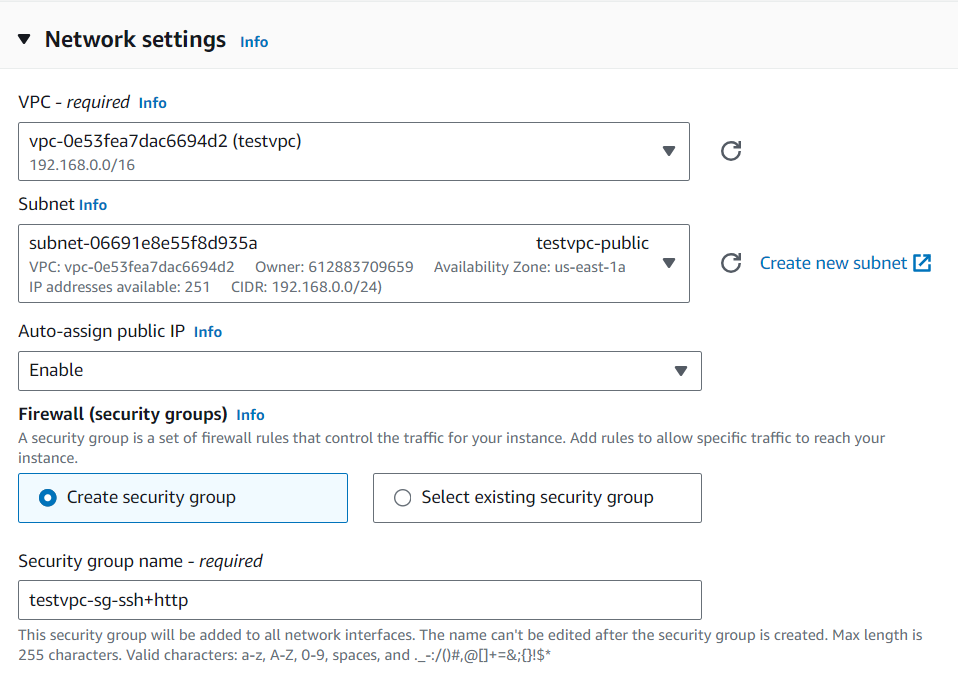 Network settings Info
VPC - required Info
vpc-0e53fea7dac6694d2 (testvpc)
192.168.0.0/16
Subnet Info
subnet-06691e8e55f8d935a testvpc-public
VPC: vpc-0e53fea7dac6694d2 Owner: 612883709659 Availability Zone: us-east-1a
IP addresses available: 251 CIDR: 192.168.0.0/24)
Create new subnet
Auto-assign public IP Info
Enable
Firewall (security groups) Info
A security group is a set of firewall rules that control the traffic for your instance. Add rules to allow specific traffic to reach your
instance.
Create security group Select existing security group
Security group name - required
testvpc-sg-ssh+http
This security group will be added to all network interfaces. The name can't be edited after the security group is created. Max length is
255 characters. Valid characters: a-z, A-Z, 0-9, spaces, and ._-:/()#,@[]+=&;{}!$*